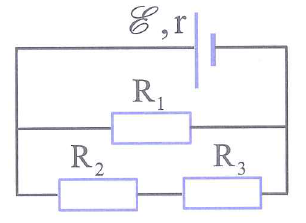 ℰ, r
R₁
R₂ R₃